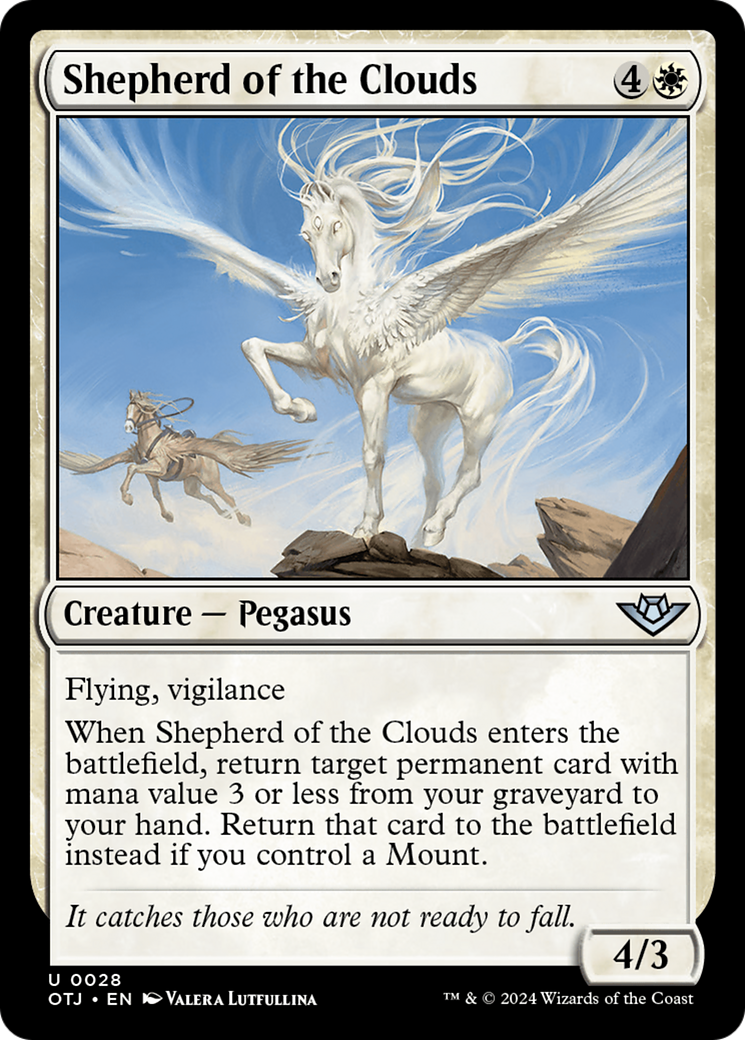 Shepherd of the Clouds 4
Creature — Pegasus
Flying, vigilance
When Shepherd of the Clouds enters the
battlefield, return target permanent card with
mana value 3 or less from your graveyard to
your hand. Return that card to the battlefield
instead if you control a Mount.
It catches those who are not ready to fall.
4/3
U 0028
OTJ • EN Valera Lutfullina ™ & © 2024 Wizards of the Coast